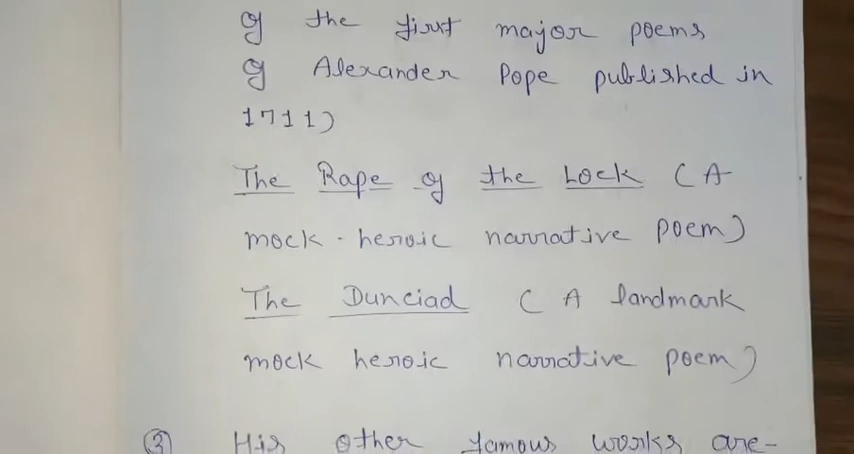 of the first major poems
of Alexander Pope published in
1711)
The Rape of the Lock (A
mock-heroic narrative poem)
The Dunciad (A landmark
mock heroic narrative poem)
③ His other famous works are-